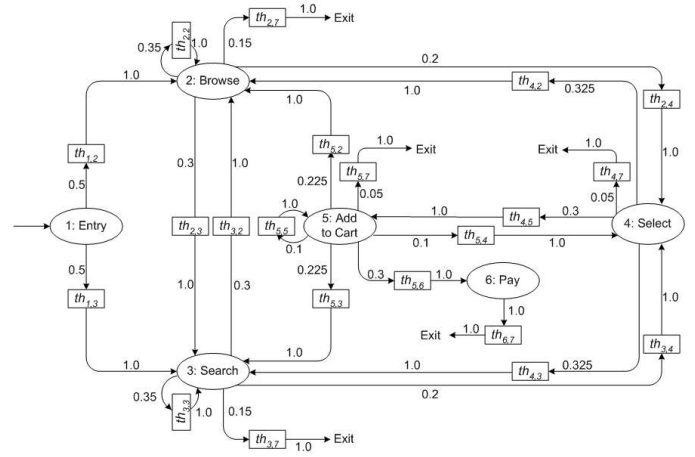 th2,7
1.0
Exit
0.35
th2,2
1.0
0.15
0.2
1.0
2: Browse
1.0
th4,2
0.325
th2,4
1.0
th1,2
0.3
1.0
th5,2
1.0
Exit
Exit
1.0
1.0
th5,7
th4,7
0.5
0.225
0.05
0.05
1: Entry
th2,3
th3,2
1.0
th5,5
0.1
5: Add
to Cart
1.0
th4,5
0.3
4: Select
0.1
th5,4
1.0
0.5
0.225
0.3
th5,6
1.0
6: Pay
th1,3
1.0
0.3
th5,3
1.0
1.0
Exit
1.0
th6,7
th3,4
1.0
1.0
3: Search
1.0
th4,3
0.325
0.35
th3,3
1.0
0.15
0.2
th3,7
1.0
Exit